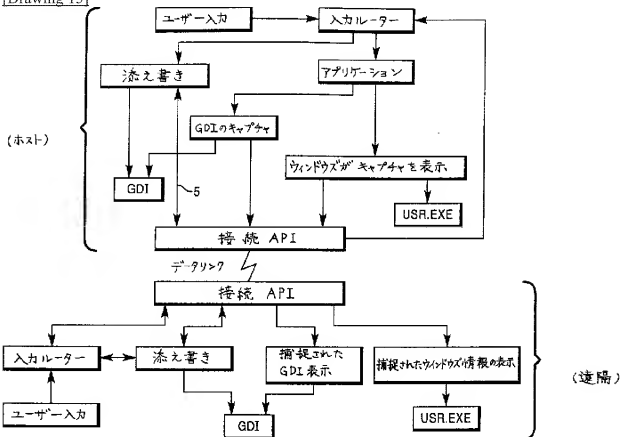 [Drawing 15]
ユーザー入力
入力ルーター
添え書き
アプリケーション
GDIのキャプチャ
(ホスト)
ウィンドウズがキャプチャを表示
GDI
5
USR.EXE
接続 API
データリンク
接続 API
入力ルーター
添え書き
捕捉された
GDI 表示
捕捉されたウィンドウズ情報の表示
(遠隔)
ユーザー入力
GDI
USR.EXE